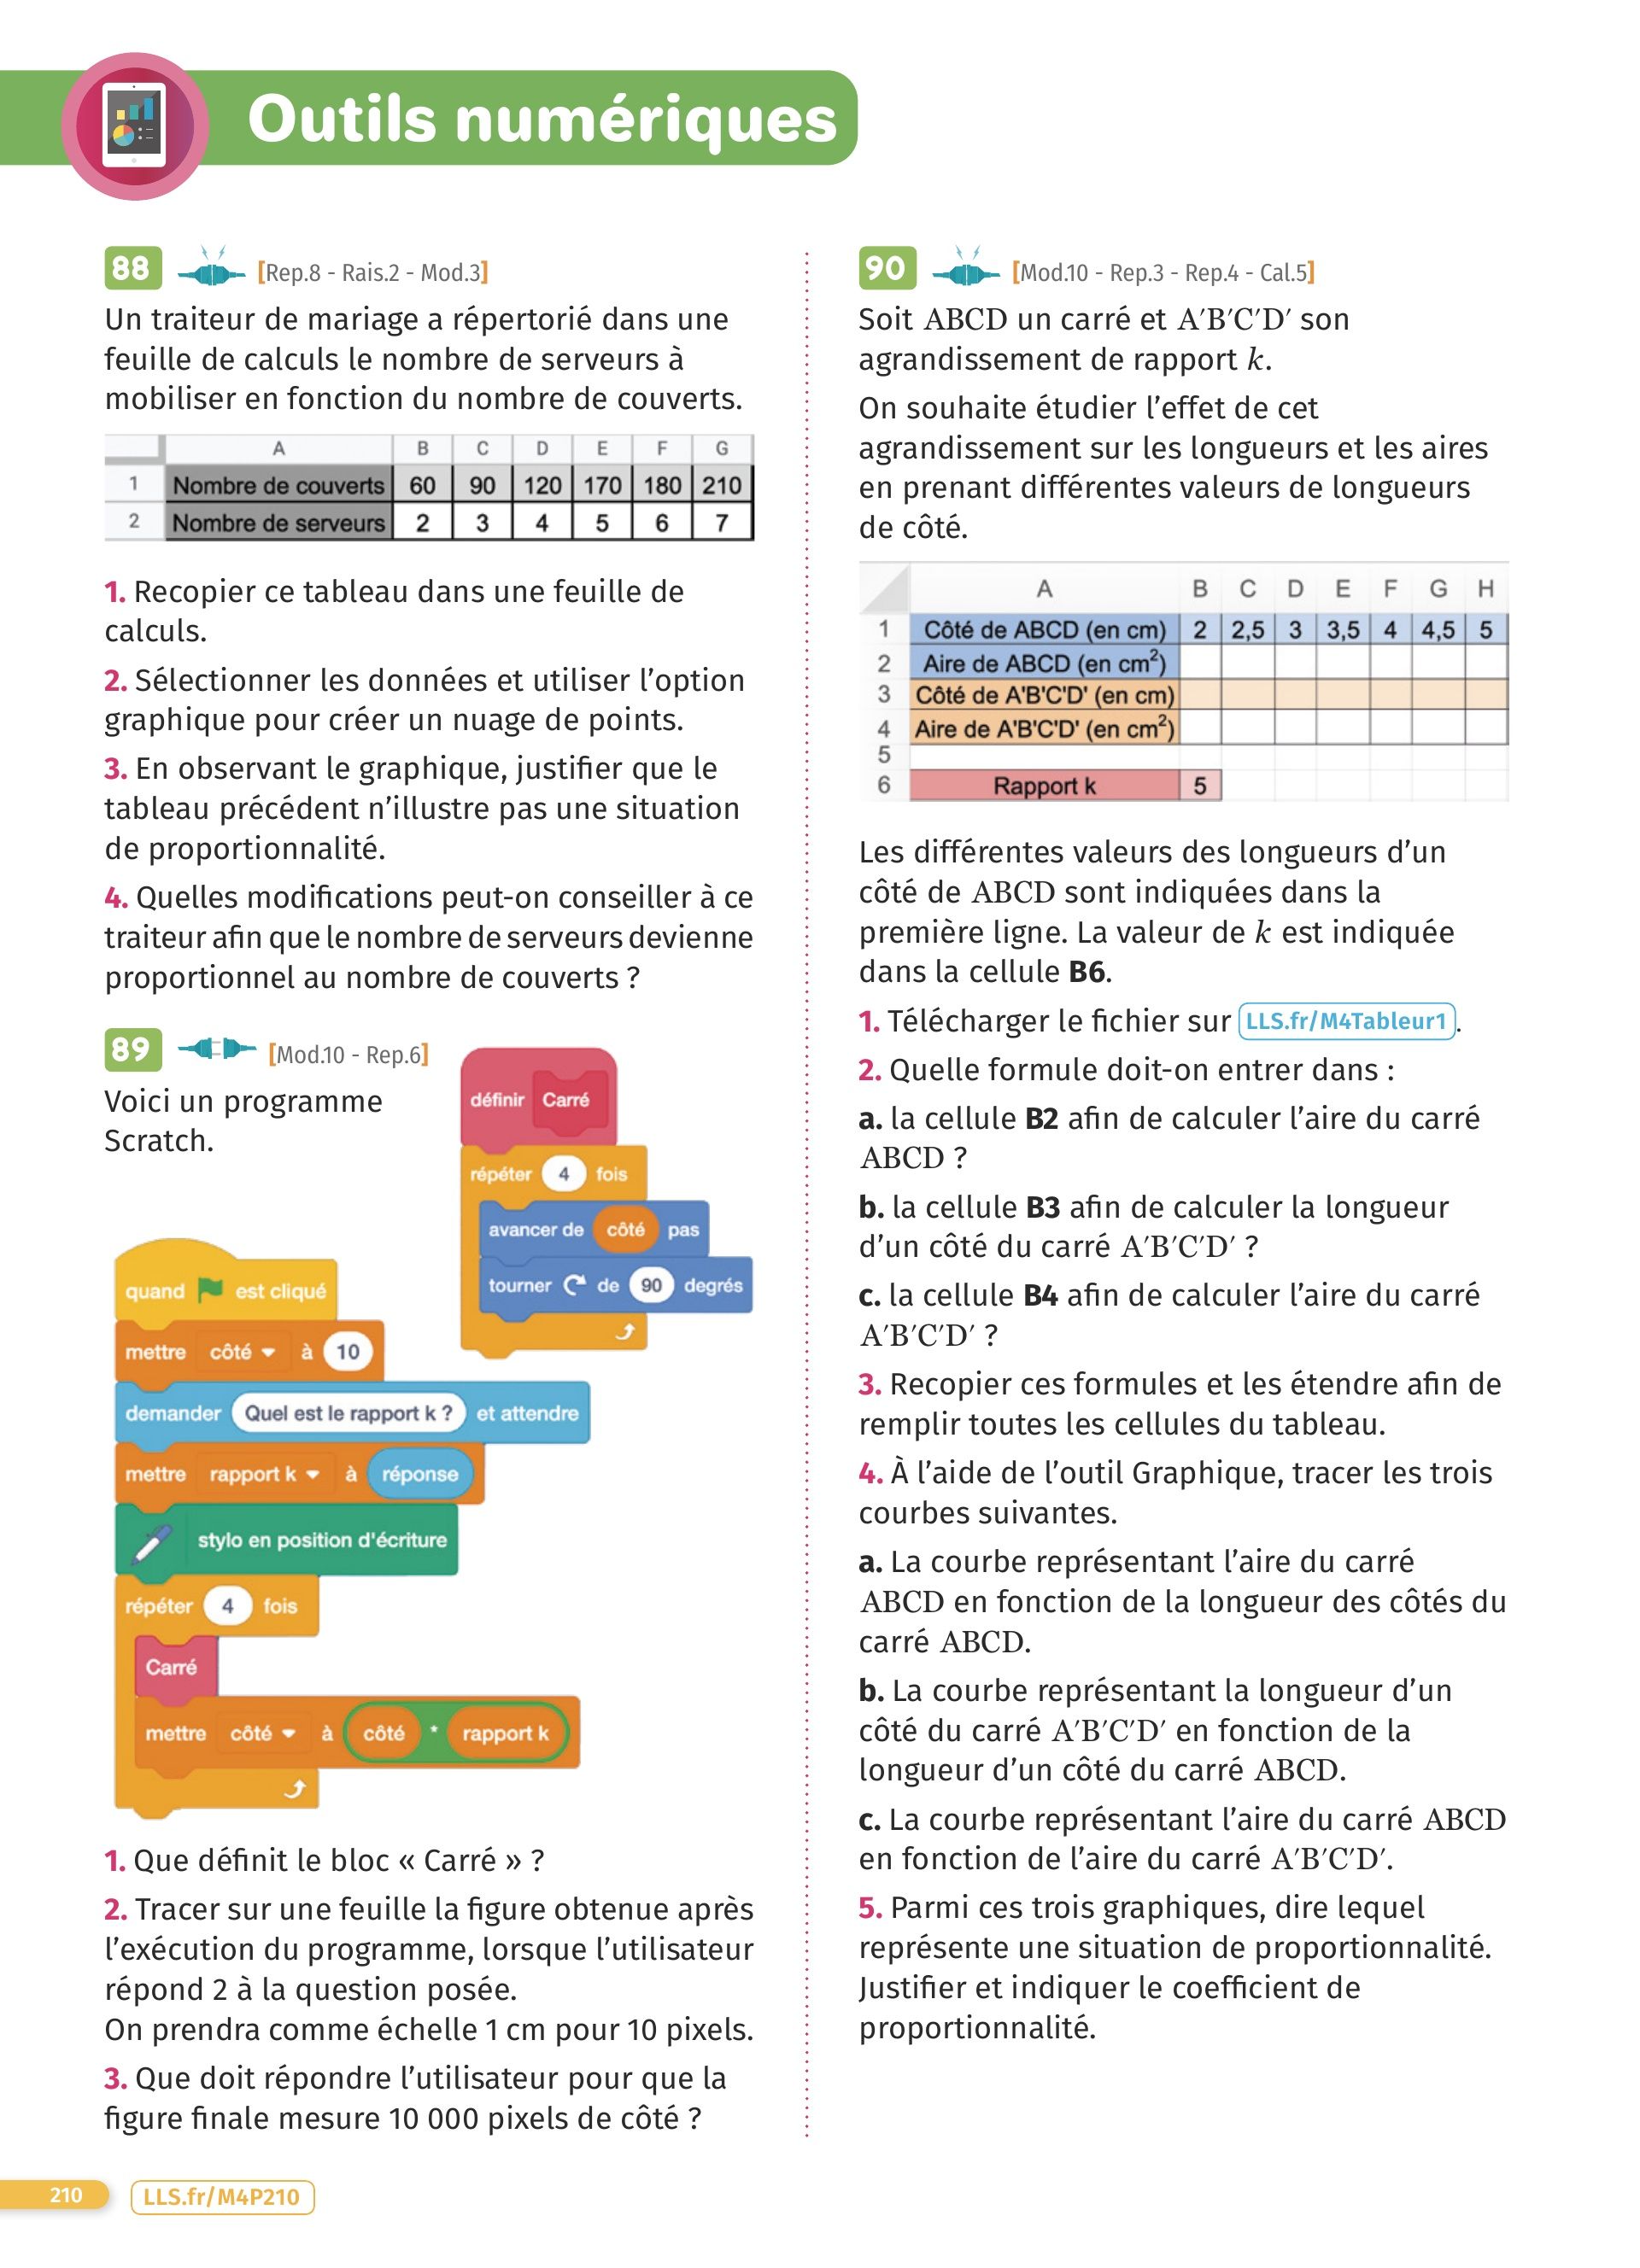 Outils numériques
88 [Rep.8 - Rais.2 - Mod.3]
Un traiteur de mariage a répertorié dans une
feuille de calculs le nombre de serveurs à
mobiliser en fonction du nombre de couverts.
A B C D E F G
1 Nombre de couverts 60 90 120 170 180 210
2 Nombre de serveurs 2 3 4 5 6 7
1. Recopier ce tableau dans une feuille de
calculs.
2. Sélectionner les données et utiliser l'option
graphique pour créer un nuage de points.
3. En observant le graphique, justifier que le
tableau précédent n'illustre pas une situation
de proportionnalité.
4. Quelles modifications peut-on conseiller à ce
traiteur afin que le nombre de serveurs devienne
proportionnel au nombre de couverts ?
89 [Mod.10 - Rep.6]
Voici un programme
Scratch.
définir Carré
répéter 4 fois
avancer de côté pas
tourner de 90 degrés
quand est cliqué
mettre côté à 10
demander Quel est le rapport k ? et attendre
mettre rapport k à réponse
stylo en position d'écriture
répéter 4 fois
Carré
mettre côté à côté * rapport k
1. Que définit le bloc « Carré » ?
2. Tracer sur une feuille la figure obtenue après
l'exécution du programme, lorsque l'utilisateur
répond 2 à la question posée.
On prendra comme échelle 1 cm pour 10 pixels.
3. Que doit répondre l'utilisateur pour que la
figure finale mesure 10 000 pixels de côté ?
90 [Mod.10 - Rep.3 - Rep.4 - Cal.5]
Soit ABCD un carré et A′B′C′D′ son
agrandissement de rapport k.
On souhaite étudier l'effet de cet
agrandissement sur les longueurs et les aires
en prenant différentes valeurs de longueurs
de côté.
A B C D E F G H
1 Côté de ABCD (en cm) 2 2,5 3 3,5 4 4,5 5
2 Aire de ABCD (en cm²)
3 Côté de A'B'C'D' (en cm)
4 Aire de A'B'C'D' (en cm²)
5
6 Rapport k 5
Les différentes valeurs des longueurs d'un
côté de ABCD sont indiquées dans la
première ligne. La valeur de k est indiquée
dans la cellule B6.
1. Télécharger le fichier sur LLS.fr/M4Tableur1.
2. Quelle formule doit-on entrer dans :
a. la cellule B2 afin de calculer l'aire du carré
ABCD ?
b. la cellule B3 afin de calculer la longueur
d'un côté du carré A′B′C′D′ ?
c. la cellule B4 afin de calculer l'aire du carré
A′B′C′D′ ?
3. Recopier ces formules et les étendre afin de
remplir toutes les cellules du tableau.
4. À l'aide de l'outil Graphique, tracer les trois
courbes suivantes.
a. La courbe représentant l'aire du carré
ABCD en fonction de la longueur des côtés du
carré ABCD.
b. La courbe représentant la longueur d'un
côté du carré A′B′C′D′ en fonction de la
longueur d'un côté du carré ABCD.
c. La courbe représentant l'aire du carré ABCD
en fonction de l'aire du carré A′B′C′D′.
5. Parmi ces trois graphiques, dire lequel
représente une situation de proportionnalité.
Justifier et indiquer le coefficient de
proportionnalité.
210 LLS.fr/M4P210